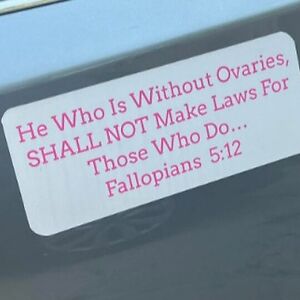 He Who Is Without Ovaries,
SHALL NOT Make Laws For
Those Who Do...
Fallopians 5:12